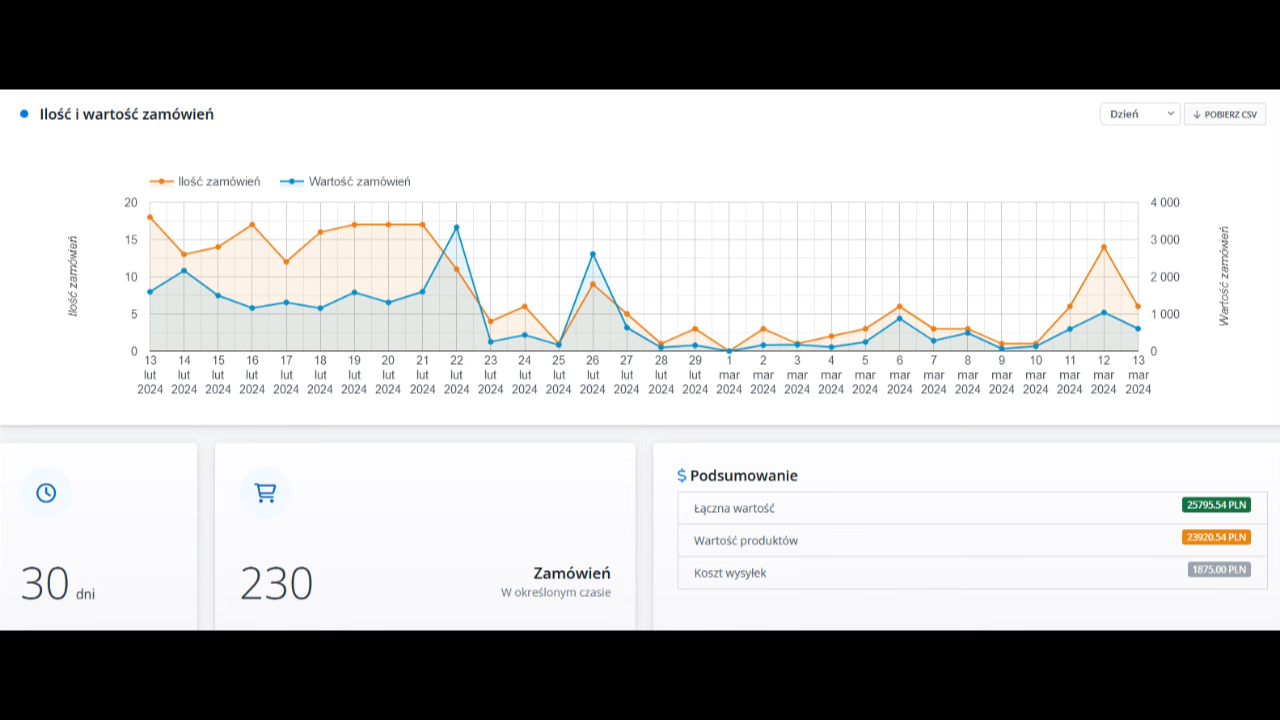 Ilość i wartość zamówień
Dzień
POBIERZ CSV
Ilość zamówień
Wartość zamówień
20
15
10
5
0
Ilość zamówień
4 000
3 000
2 000
1 000
0
Wartość zamówień
13 14 15 16 17 18 19 20 21 22 23 24 25 26 27 28 29 1 2 3 4 5 6 7 8 9 10 11 12 13
lut lut lut lut lut lut lut lut lut lut lut lut lut lut lut lut lut mar mar mar mar mar mar mar mar mar mar mar mar mar
2024 2024 2024 2024 2024 2024 2024 2024 2024 2024 2024 2024 2024 2024 2024 2024 2024 2024 2024 2024 2024 2024 2024 2024 2024 2024 2024 2024 2024 2024
30 dni
230
Zamówień
W określonym czasie
$ Podsumowanie
Łączna wartość 25795.54 PLN
Wartość produktów 23920.54 PLN
Koszt wysyłek 1875.00 PLN